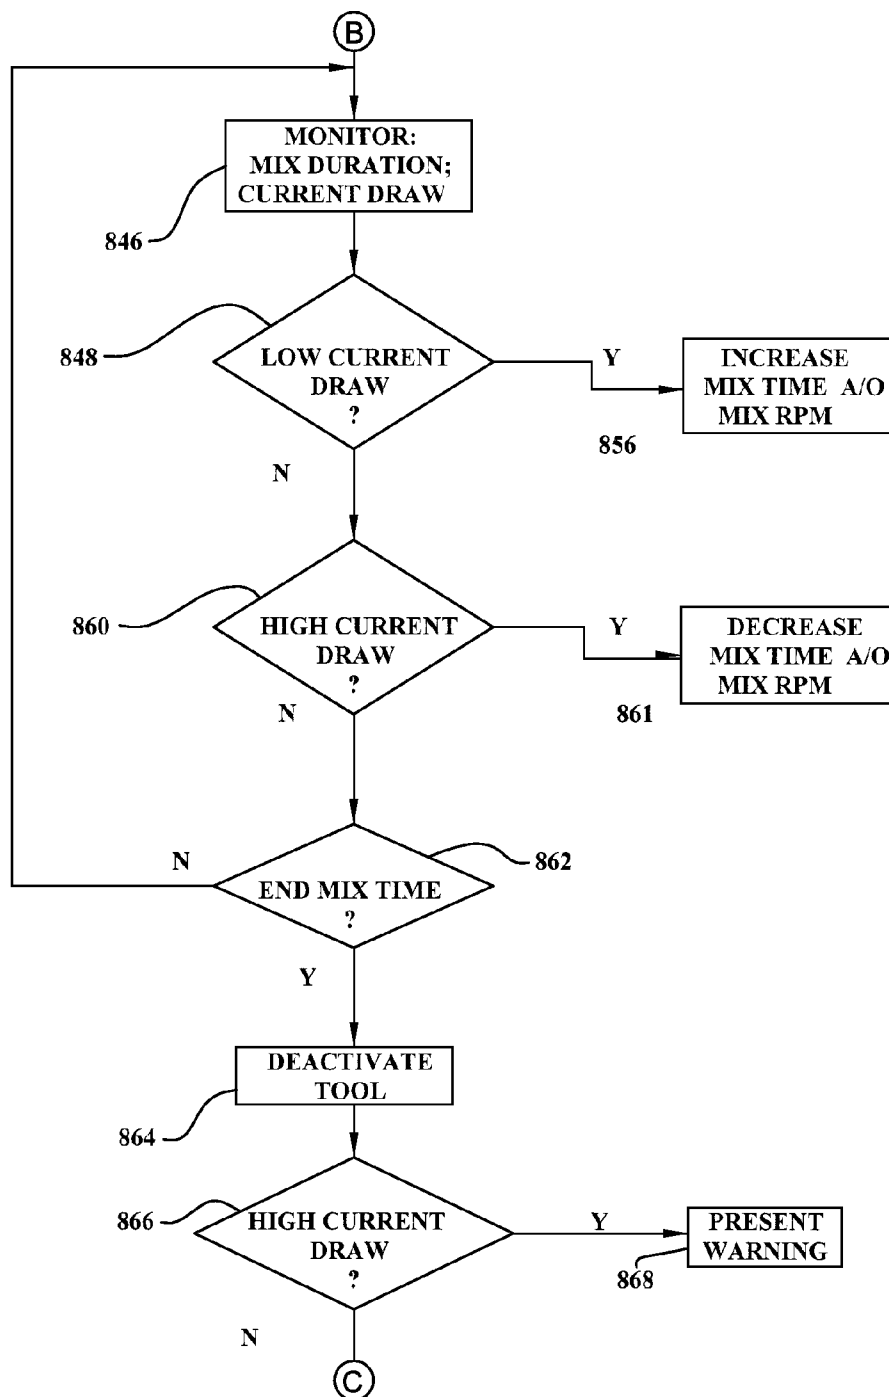 B
MONITOR:
MIX DURATION;
CURRENT DRAW
846
848
LOW CURRENT
DRAW
?
Y
INCREASE
MIX TIME A/O
MIX RPM
856
N
860
HIGH CURRENT
DRAW
?
Y
DECREASE
MIX TIME A/O
MIX RPM
861
N
862
N
END MIX TIME
?
Y
DEACTIVATE
TOOL
864
866
HIGH CURRENT
DRAW
?
Y
PRESENT
WARNING
868
N
C